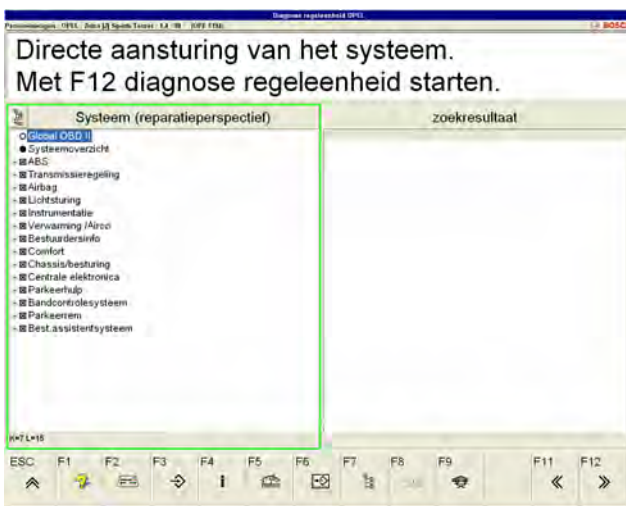 Diagnose regeleenheid OPEL
BOSC
Directe aansturing van het systeem.
Met F12 diagnose regeleenheid starten.
Systeem (reparatieperspectief)
zoekresultaat
Global OBD II
Systeemoverzicht
ABS
Transmissieregeling
Airbag
Lichtsturing
Instrumentatie
Verwarming /Airco
Bestuurdersinfo
Comfort
Chassis/besturing
Centrale elektronica
Parkeerhulp
Bandcontrolesysteem
Parkeerrem
Best.assistentsysteem
K=7 L=15
ESC F1 F2 F3 F4 F5 F6 F7 F8 F9 F11 F12